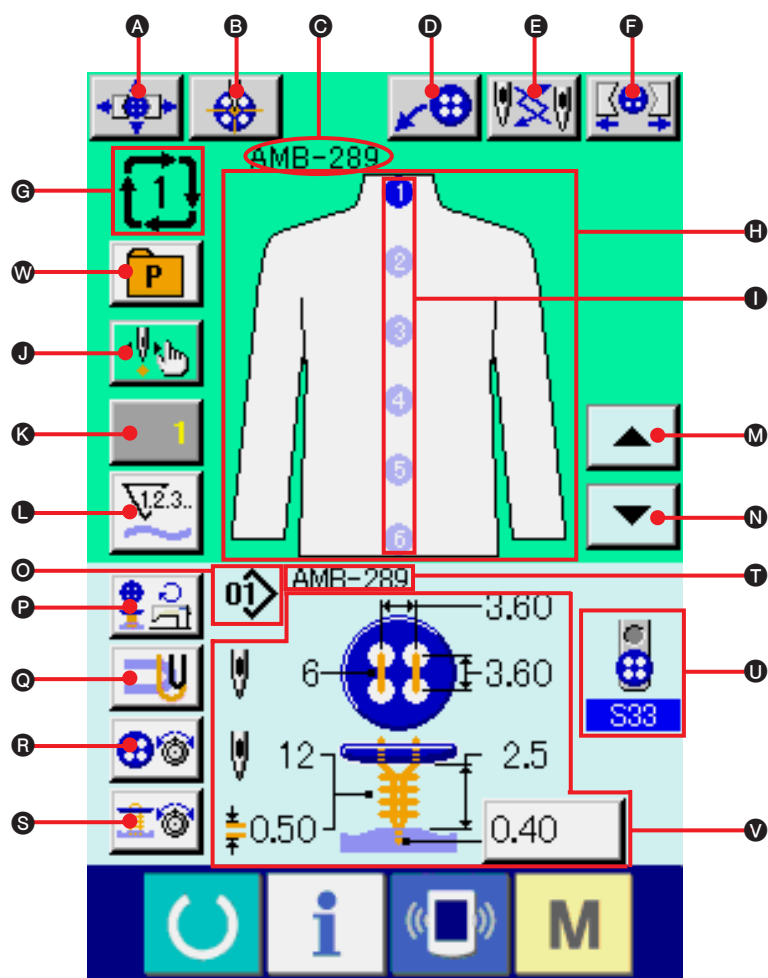 A B C D E F
AMB-289
G 1 1 H
W P 2 I
J 3
K 1 4 M
L 1.2.3.. 5 N
6
O 01 AMB-289 T
P 3.60
Q 6 3.60 U
S33
R 12 2.5
S 0.50 0.40 V
i M